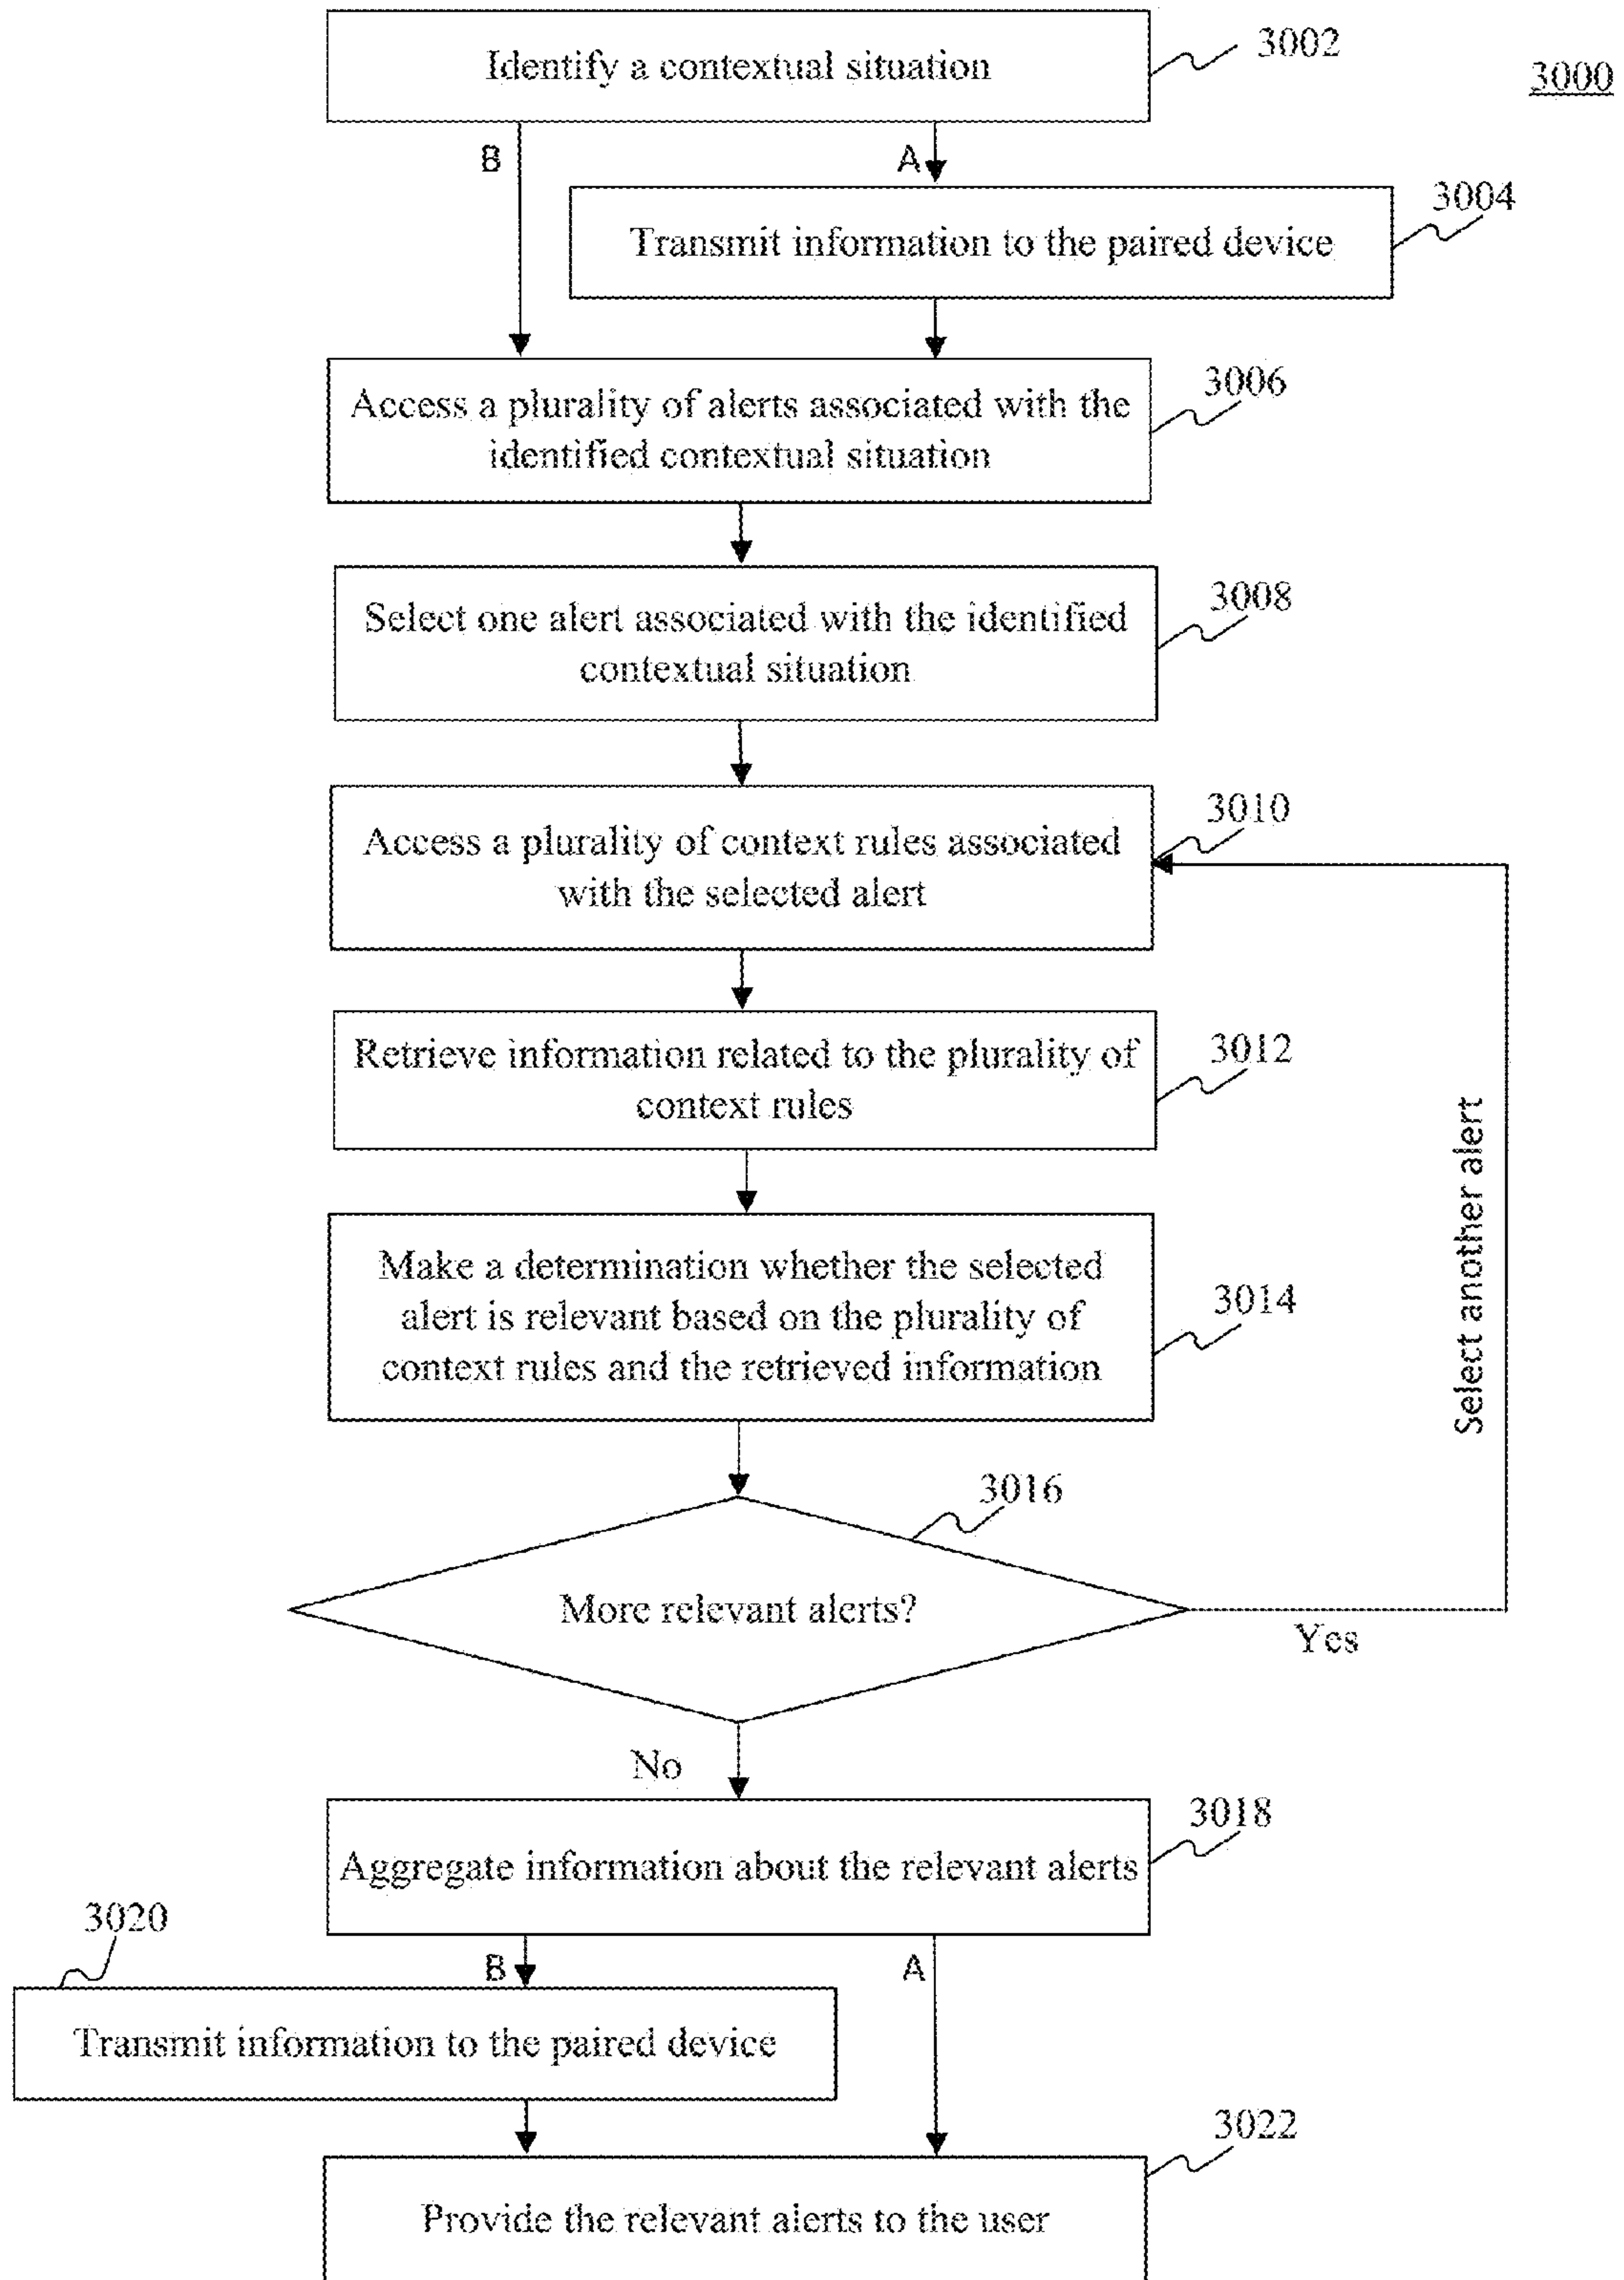 Identify a contextual situation
3002
3000
B
A
3004
Transmit information to the paired device
3006
Access a plurality of alerts associated with the
identified contextual situation
3008
Select one alert associated with the identified
contextual situation
3010
Access a plurality of context rules associated
with the selected alert
3012
Retrieve information related to the plurality of
context rules
Select another alert
3014
Make a determination whether the selected
alert is relevant based on the plurality of
context rules and the retrieved information
3016
More relevant alerts?
Yes
No
3018
Aggregate information about the relevant alerts
3020
B
A
Transmit information to the paired device
3022
Provide the relevant alerts to the user